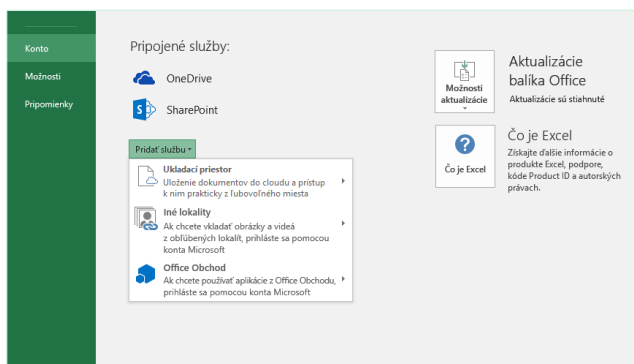 Konto
Možnosti
Pripomienky
Pripojené služby:
OneDrive
S
SharePoint
Pridať službu
Ukladací priestor
Uloženie dokumentov do cloudu a prístup
k nim prakticky z ľubovoľného miesta
Iné lokality
Ak chcete vkladať obrázky a videá
z obľúbených lokalít, prihláste sa pomocou
konta Microsoft
Office Obchod
Ak chcete používať aplikácie z Office Obchodu,
prihláste sa pomocou konta Microsoft
Možnosti
aktualizácie
Aktualizácie
balíka Office
Aktualizácie sú stiahnuté
?
Čo je Excel
Čo je Excel
Získajte ďalšie informácie o
produkte Excel, podpore,
kóde Product ID a autorských
právach.